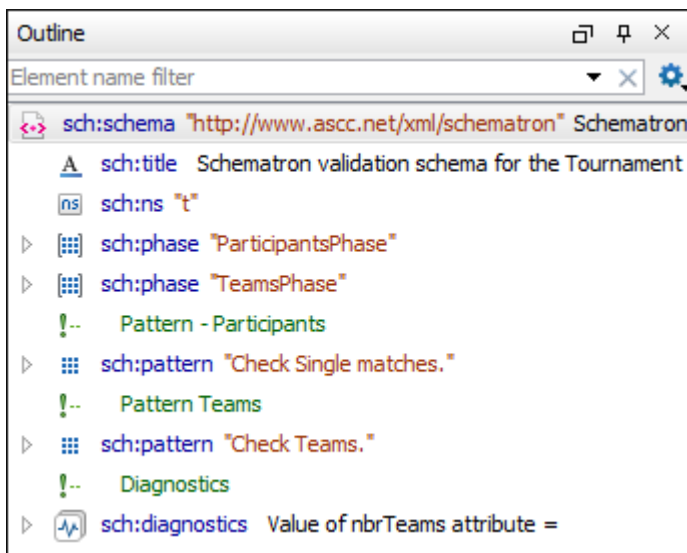 Outline
Element name filter
sch:schema "http://www.ascc.net/xml/schematron" Schematron
A sch:title Schematron validation schema for the Tournament
ns sch:ns "t"
sch:phase "ParticipantsPhase"
sch:phase "TeamsPhase"
!-- Pattern - Participants
sch:pattern "Check Single matches."
!-- Pattern Teams
sch:pattern "Check Teams."
!-- Diagnostics
sch:diagnostics Value of nbrTeams attribute =